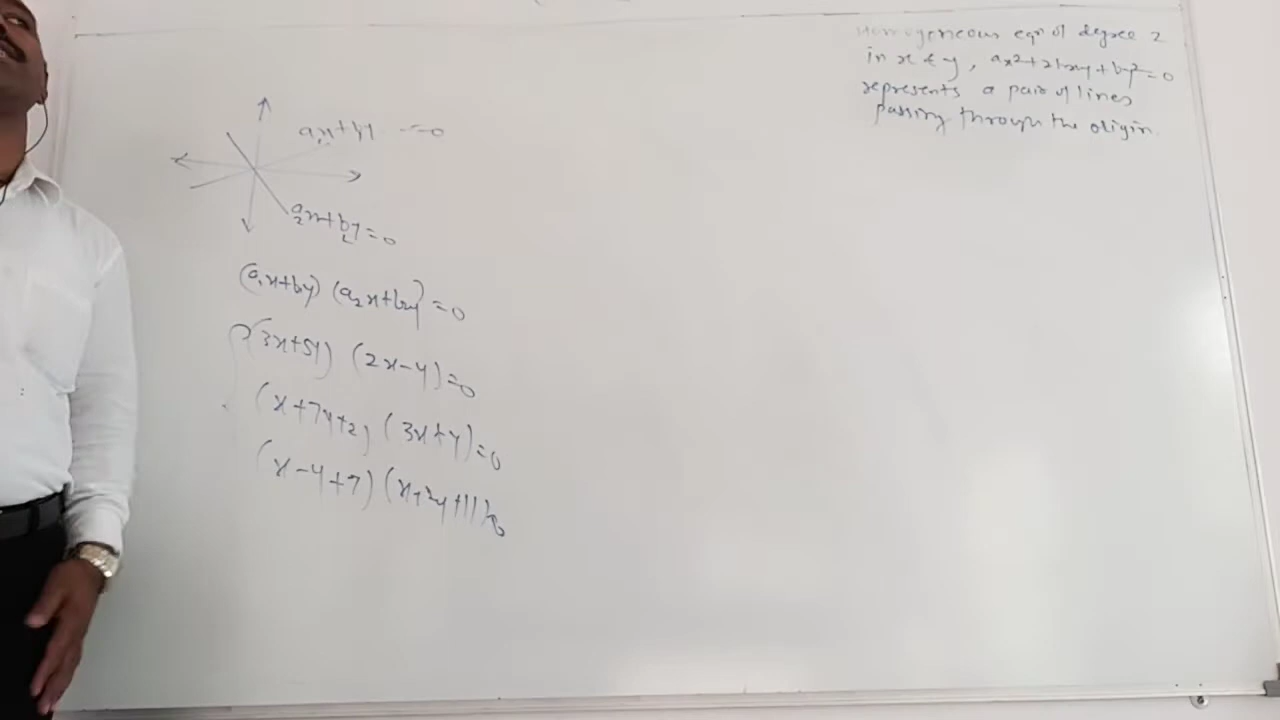 Homogeneous eqn of degree 2
in x & y, ax²+2hxy+by²=0
represents a pair of lines
passing through the origin
a₁x+b₁y =0
a₂x+b₂y=0
(a₁x+b₁y) (a₂x+b₂y)=0
(3x+5y) (2x-y)=0
(x+7y+2) (3x+y)=0
(x-y+7) (x+2y+11)=0